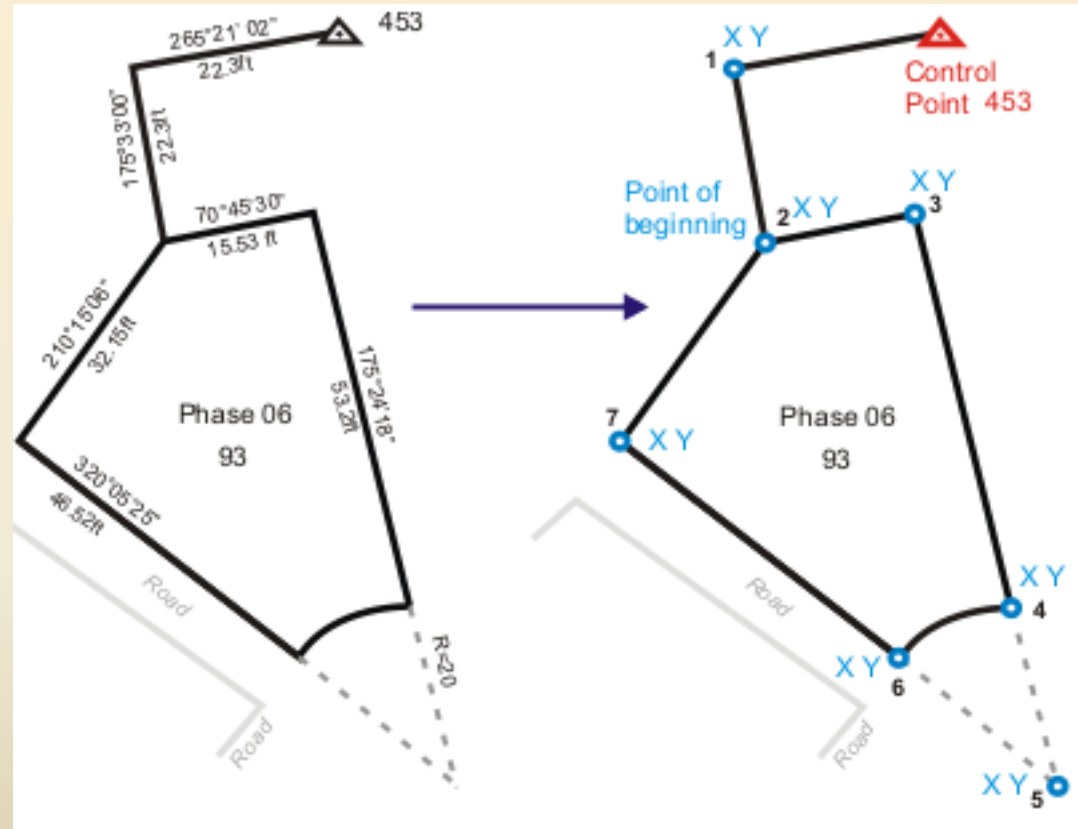 265°21' 02"
22.3ft
453
175°33'00"
22.3ft
70°45'30"
15.53 ft
210°15'06"
32.15ft
175°24'18"
53.2ft
Phase 06
93
320°05'25"
46.52ft
Road
Road
R=20
X Y
1
Control
Point 453
Point of
beginning
2
X Y
X Y
3
7
X Y
Phase 06
93
Road
Road
X Y
4
X Y
6
X Y
5